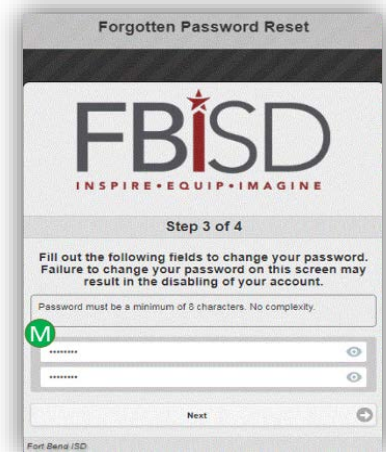 Forgotten Password Reset
FBISD
INSPIRE•EQUIP•IMAGINE
Step 3 of 4
Fill out the following fields to change your password.
Failure to change your password on this screen may
result in the disabling of your account.
Password must be a minimum of 8 characters. No complexity.
M
••••••••
••••••••
Next
Fort Bend ISD